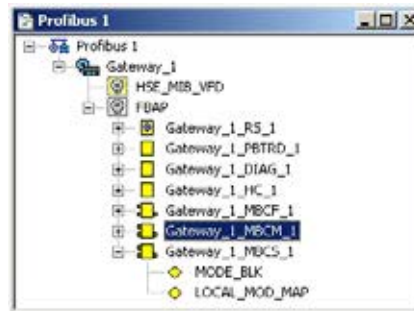 Profibus 1
Profibus 1
Gateway_1
HSE_MIB_VFD
FBAP
Gateway_1_RS_1
Gateway_1_PBTRD_1
Gateway_1_DIAG_1
Gateway_1_HC_1
Gateway_1_MBCF_1
Gateway_1_MBCM_1
Gateway_1_MBCS_1
MODE_BLK
LOCAL_MOD_MAP